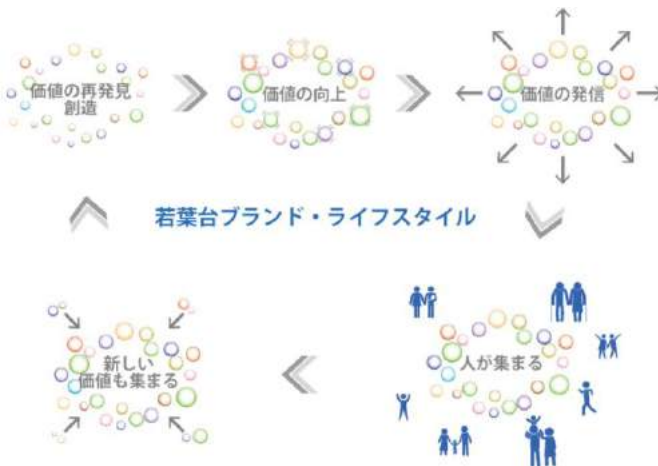 価値の再発見
創造
価値の向上
価値の発信
若葉台ブランド・ライフスタイル
新しい
価値も集まる
人が集まる